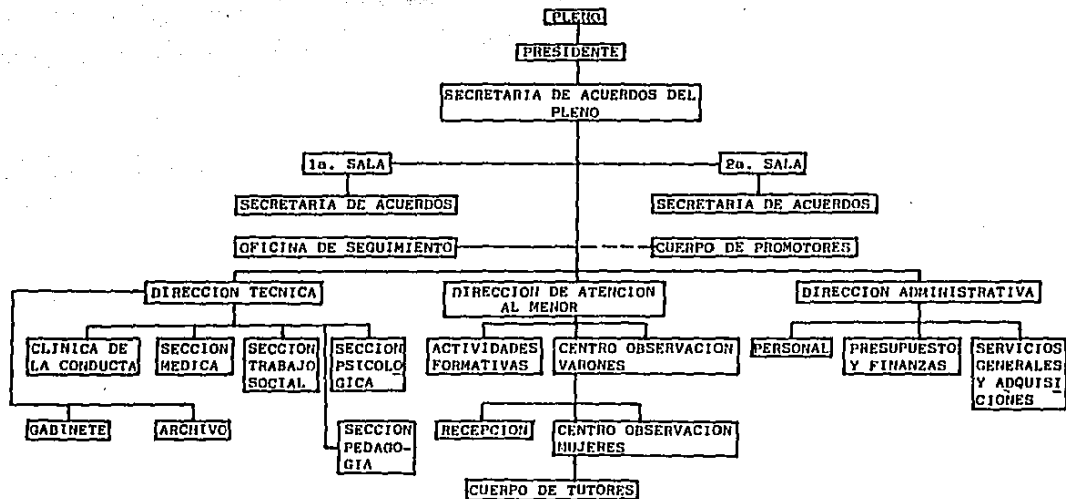 PLENO
PRESIDENTE
SECRETARIA DE ACUERDOS DEL
PLENO
1a. SALA
2a. SALA
SECRETARIA DE ACUERDOS
SECRETARIA DE ACUERDOS
OFICINA DE SEGUIMIENTO
CUERPO DE PROMOTORES
DIRECCION TECNICA
DIRECCION DE ATENCION
AL MENOR
DIRECCION ADMINISTRATIVA
CLINICA DE
LA CONDUCTA
SECCION
MEDICA
SECCION
TRABAJO
SOCIAL
SECCION
PSICOLO
GICA
ACTIVIDADES
FORMATIVAS
CENTRO OBSERVACION
VARONES
PERSONAL
PRESUPUESTO
Y FINANZAS
SERVICIOS
GENERALES
Y ADQUISI
CIONES
GABINETE
ARCHIVO
SECCION
PEDAGO-
GIA
RECEPCION
CENTRO OBSERVACION
MUJERES
CUERPO DE TUTORES